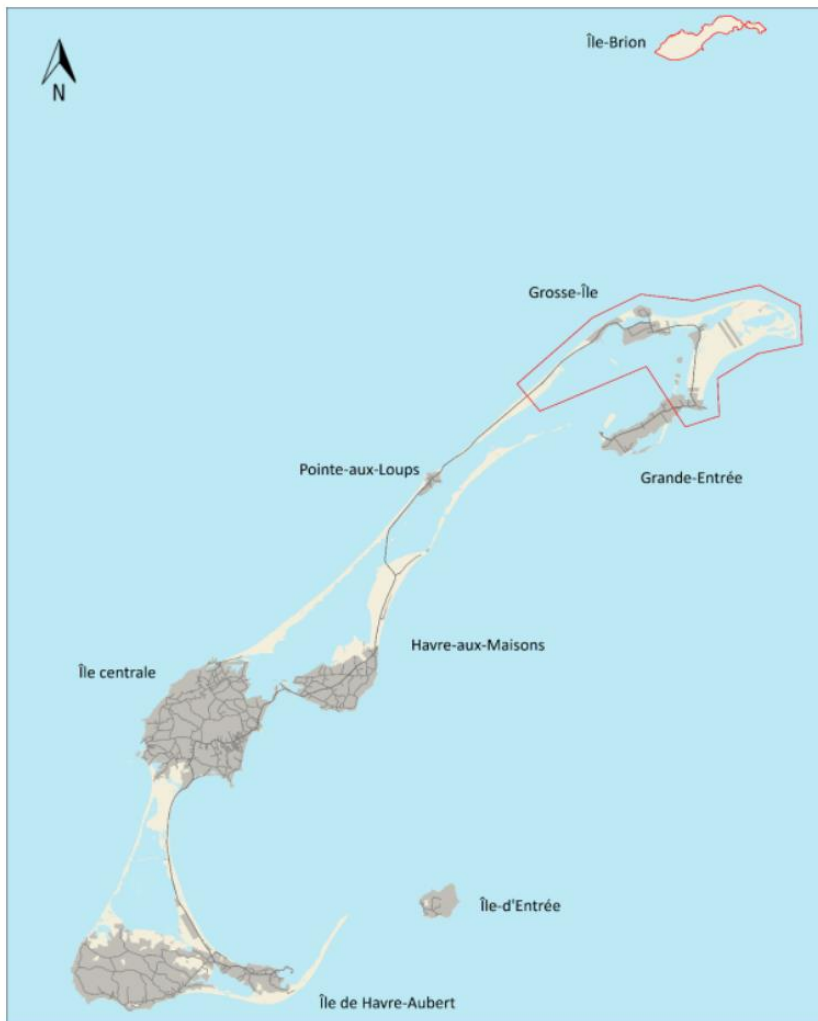 Île-Brion
N
Grosse-Île
Pointe-aux-Loups
Grande-Entrée
Havre-aux-Maisons
Île centrale
Île-d'Entrée
Île de Havre-Aubert